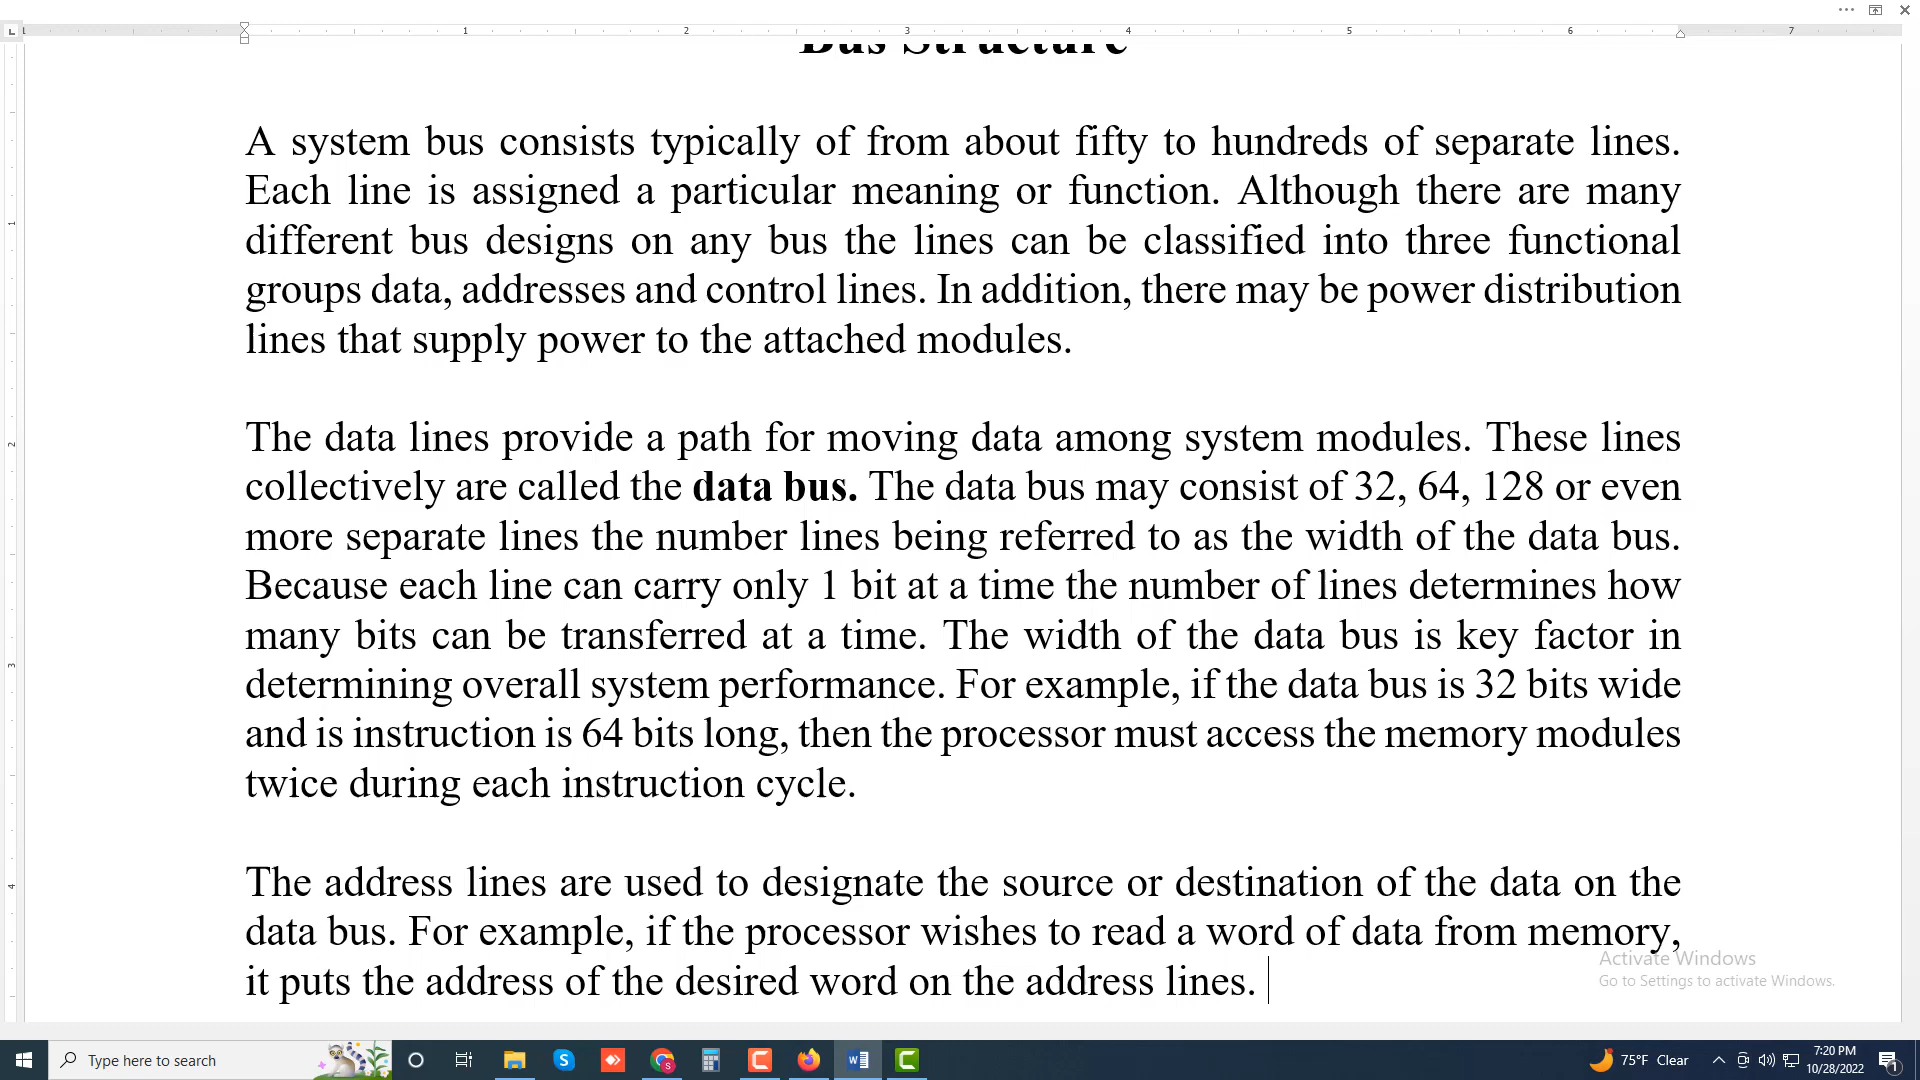 Bus Structure
1 2 3 4 5 6 7
A system bus consists typically of from about fifty to hundreds of separate lines.
Each line is assigned a particular meaning or function. Although there are many
different bus designs on any bus the lines can be classified into three functional
groups data, addresses and control lines. In addition, there may be power distribution
lines that supply power to the attached modules.
The data lines provide a path for moving data among system modules. These lines
collectively are called the data bus. The data bus may consist of 32, 64, 128 or even
more separate lines the number lines being referred to as the width of the data bus.
Because each line can carry only 1 bit at a time the number of lines determines how
many bits can be transferred at a time. The width of the data bus is key factor in
determining overall system performance. For example, if the data bus is 32 bits wide
and is instruction is 64 bits long, then the processor must access the memory modules
twice during each instruction cycle.
The address lines are used to designate the source or destination of the data on the
data bus. For example, if the processor wishes to read a word of data from memory,
it puts the address of the desired word on the address lines.
Activate Windows
Go to Settings to activate Windows.
Type here to search
75°F Clear
7:20 PM
10/28/2022